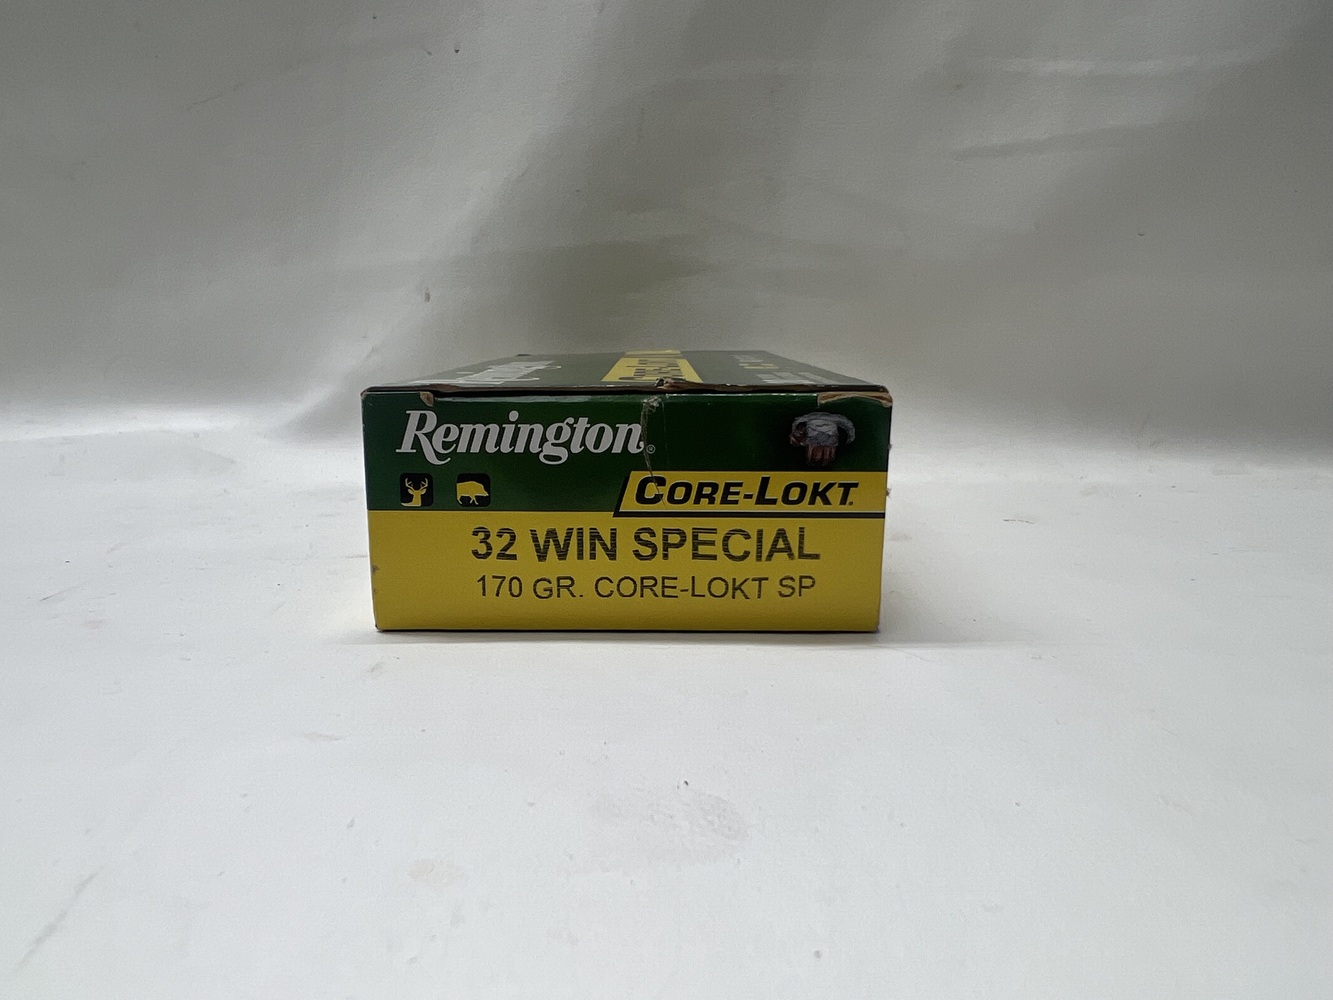 Remington®
CORE-LOKT
32 WIN SPECIAL
170 GR. CORE-LOKT SP